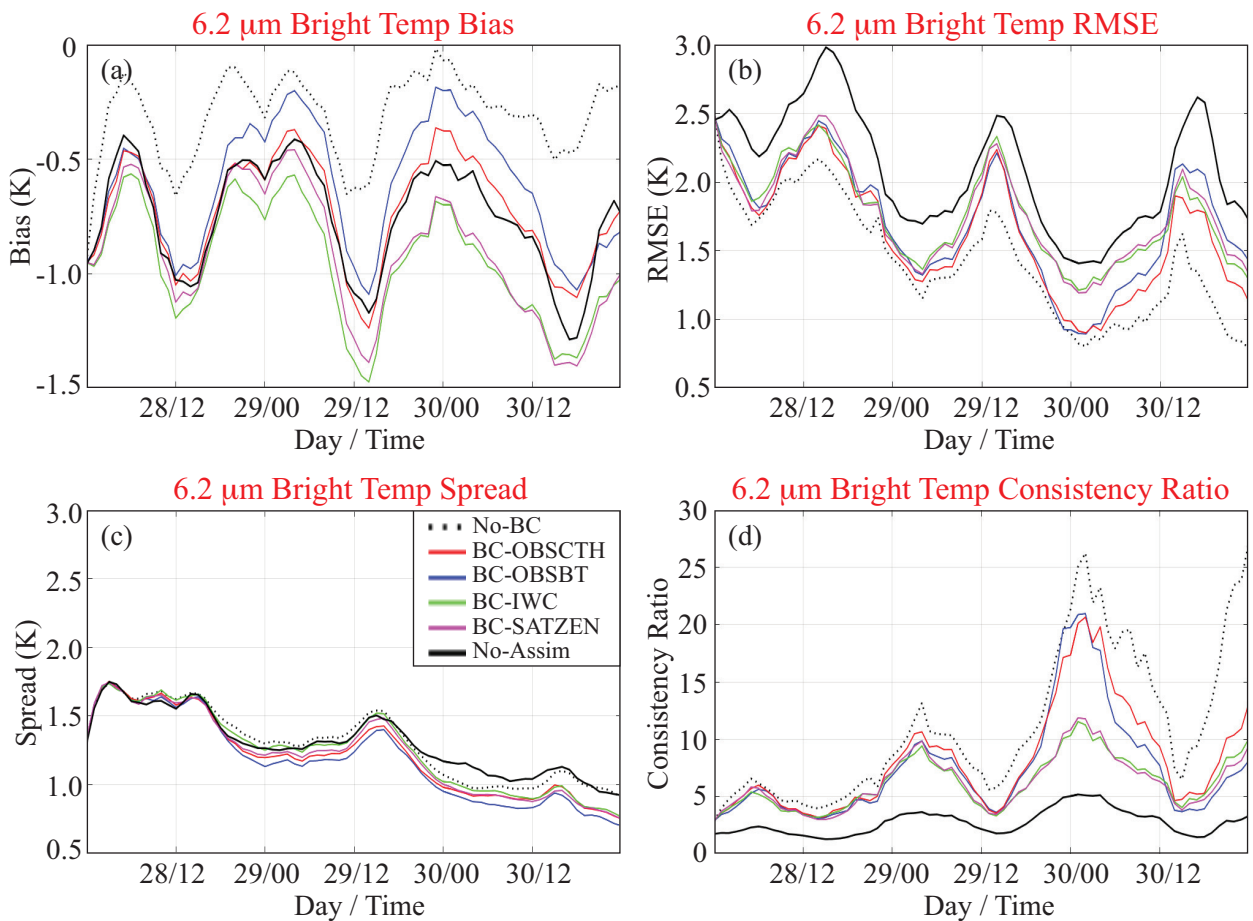 6.2 μm Bright Temp Bias
(a)
0
-0.5
-1.0
-1.5
Bias (K)
28/12 29/00 29/12 30/00 30/12
Day / Time
6.2 μm Bright Temp RMSE
(b)
3.0
2.5
2.0
1.5
1.0
0.5
RMSE (K)
28/12 29/00 29/12 30/00 30/12
Day / Time
6.2 μm Bright Temp Spread
(c)
3.0
2.5
2.0
1.5
1.0
0.5
Spread (K)
No-BC
BC-OBSCTH
BC-OBSBT
BC-IWC
BC-SATZEN
No-Assim
28/12 29/00 29/12 30/00 30/12
Day / Time
6.2 μm Bright Temp Consistency Ratio
(d)
30
25
20
15
10
5
0
Consistency Ratio
28/12 29/00 29/12 30/00 30/12
Day / Time